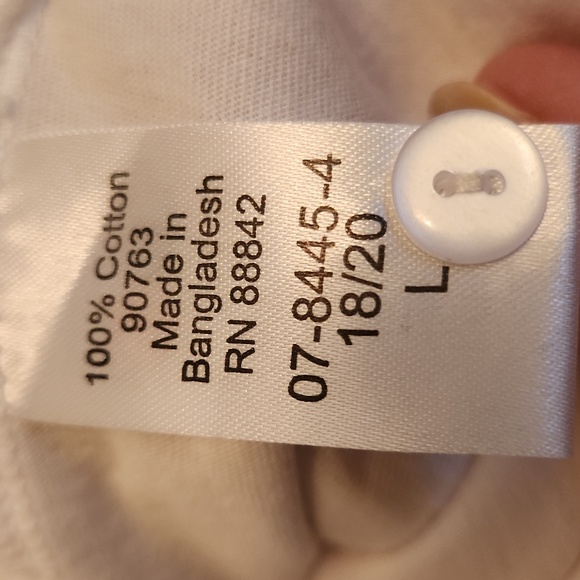 100% Cotton
90763
Made in
Bangladesh
RN 88842
07-8445-4
18/20
L